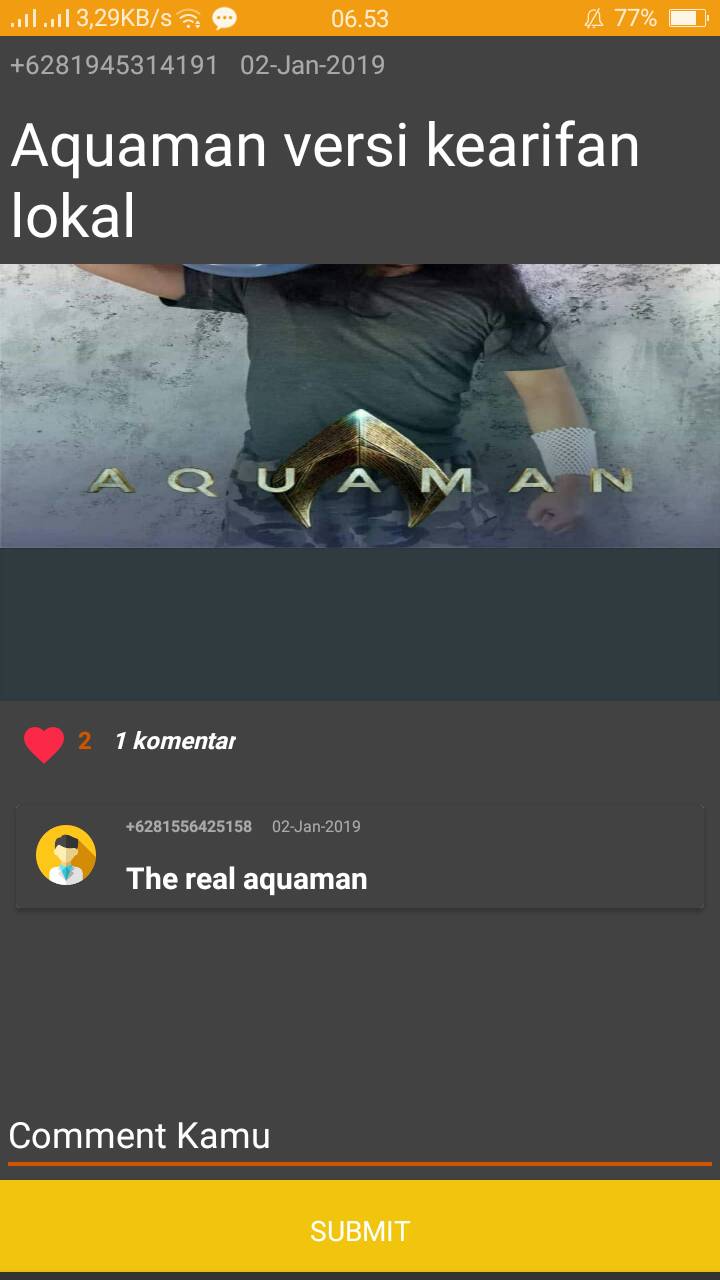 3,29KB/s 06.53 77%
+6281945314191 02-Jan-2019
Aquaman versi kearifan
lokal
AQUAMAN
2 1 komentar
+6281556425158 02-Jan-2019
The real aquaman
Comment Kamu
SUBMIT